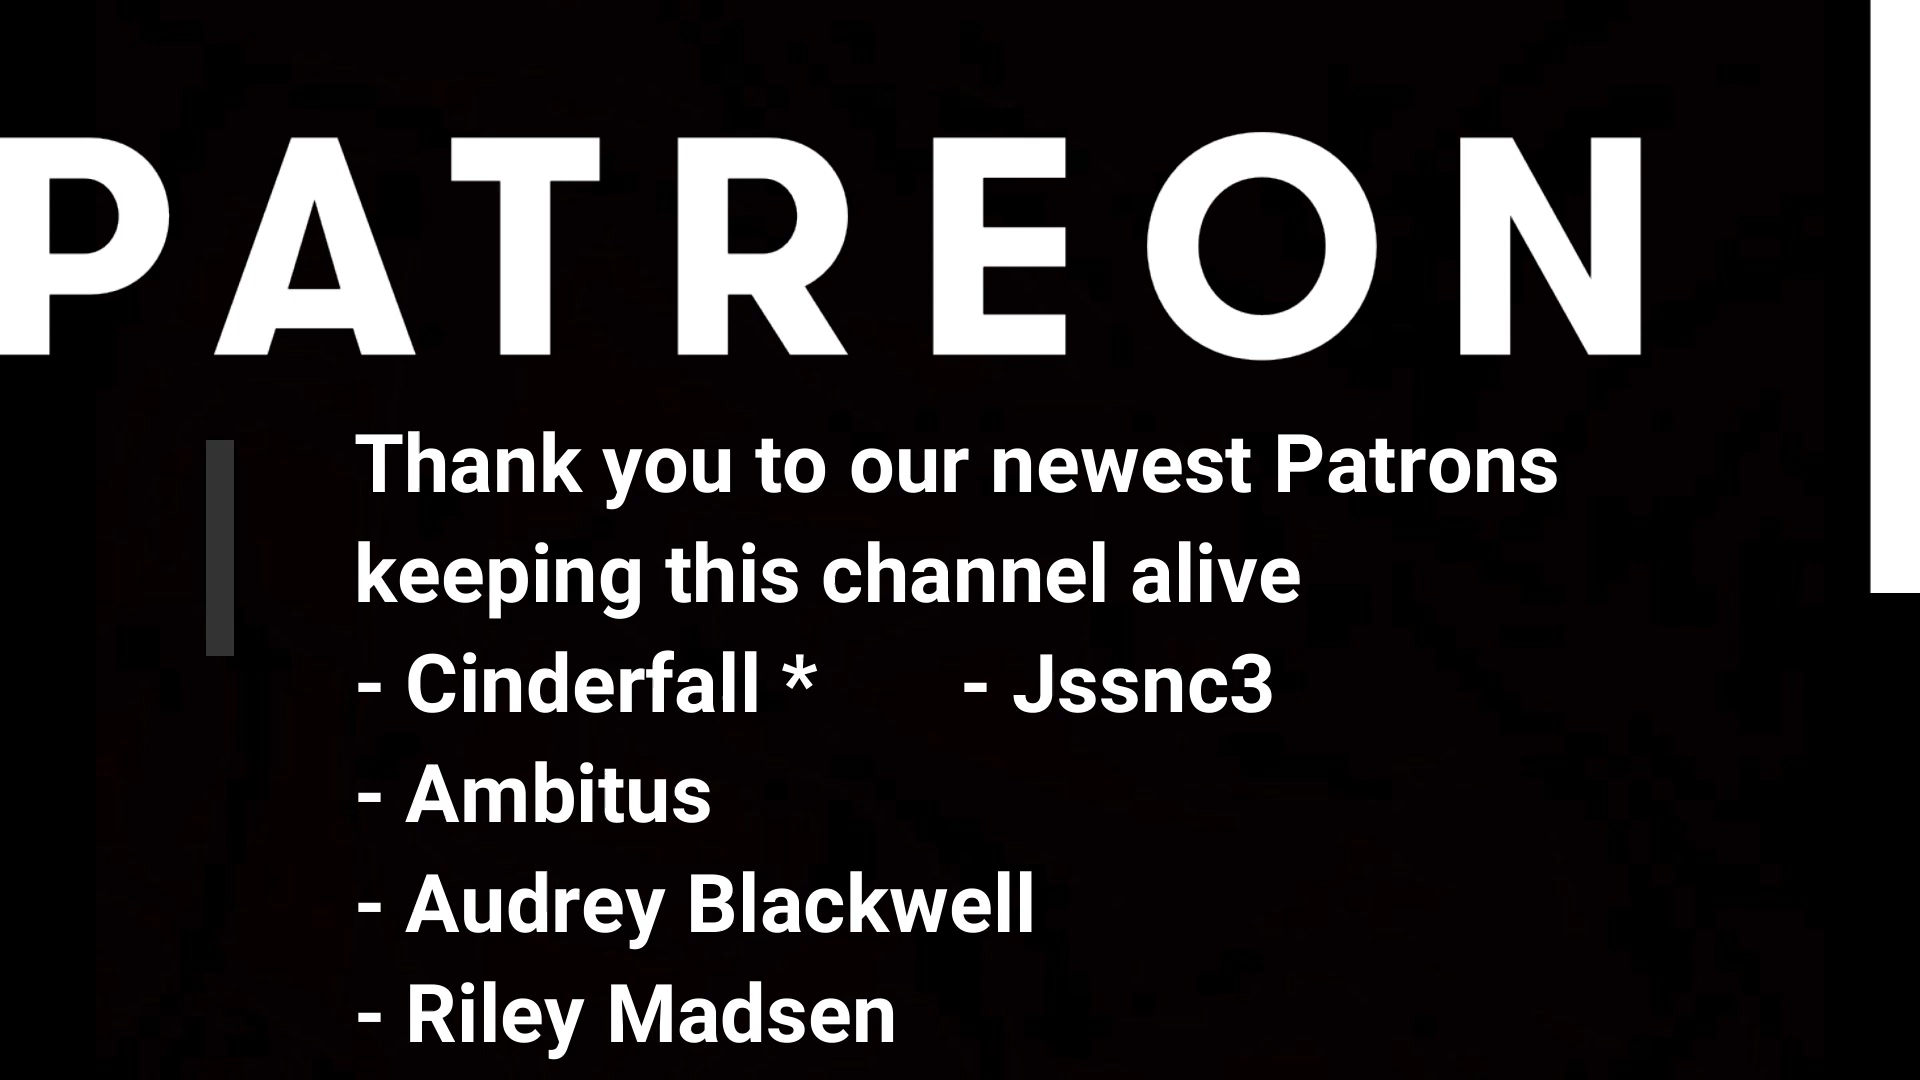 PATREON
Thank you to our newest Patrons
keeping this channel alive
- Cinderfall * - Jssnc3
- Ambitus
- Audrey Blackwell
- Riley Madsen